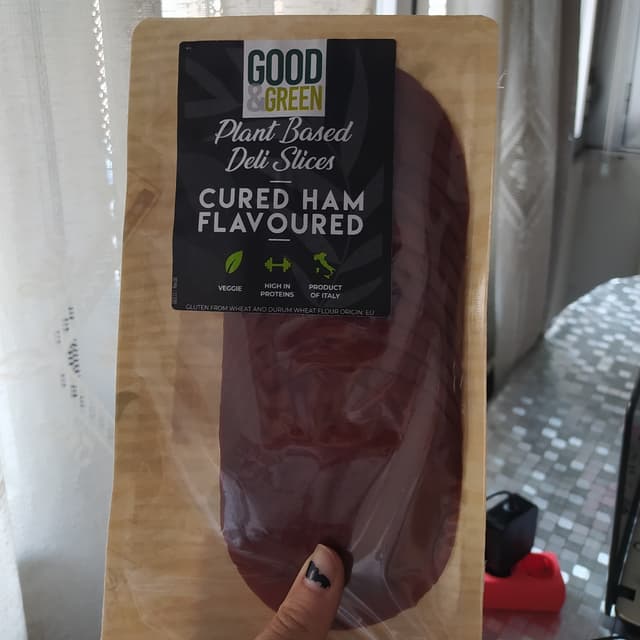 GOOD
&GREEN
Plant Based
Deli Slices
CURED HAM
FLAVOURED
VEGGIE
HIGH IN
PROTEINS
PRODUCT
OF ITALY
GLUTEN FROM WHEAT AND DURUM WHEAT FLOUR ORIGIN: EU